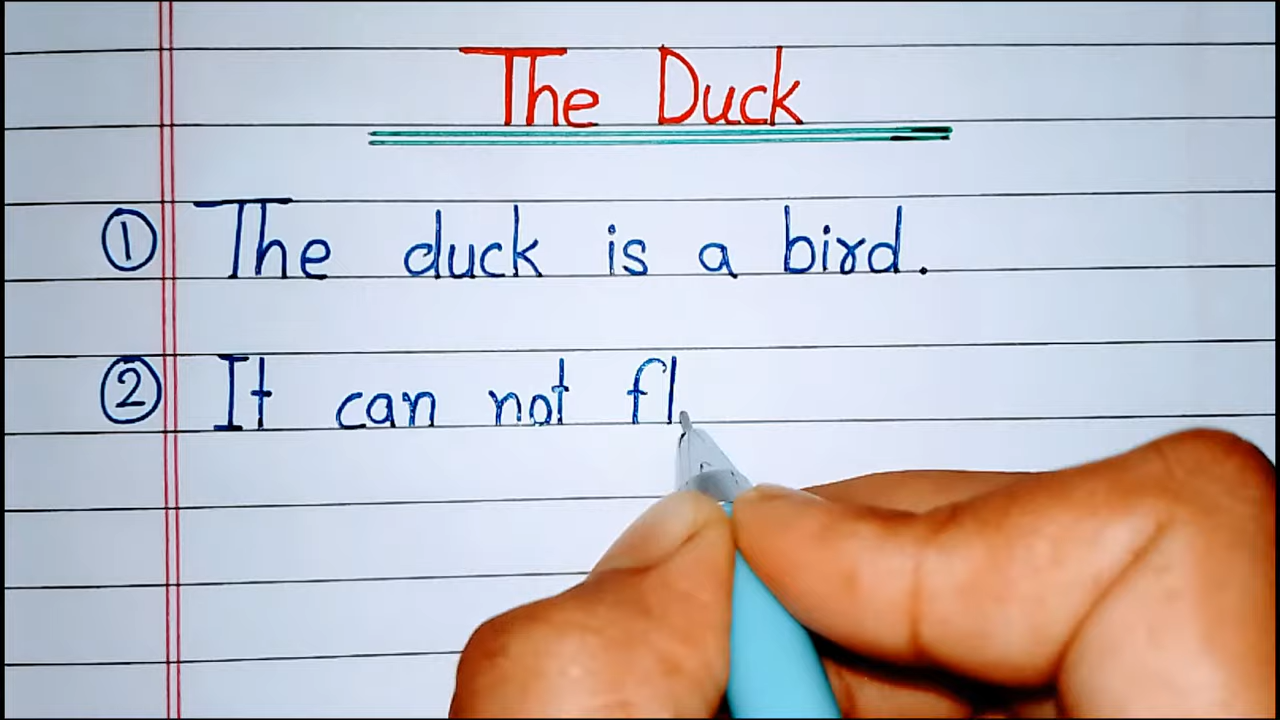 The Duck
① The duck is a bird.
② It can not fl